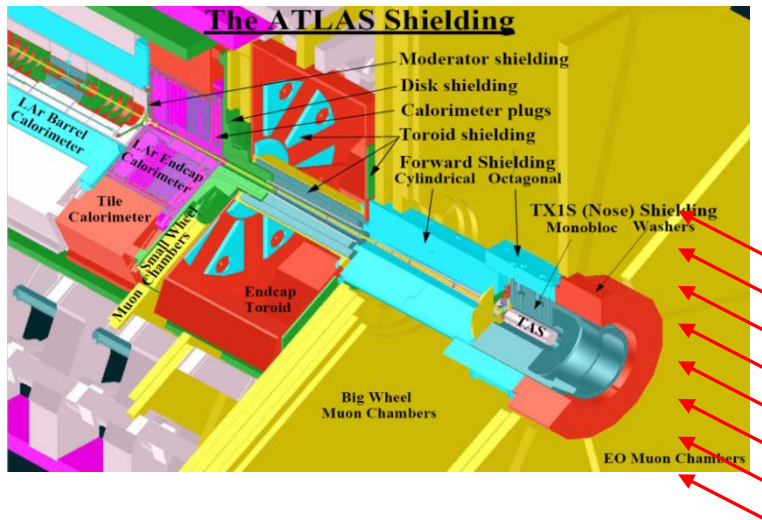 The ATLAS Shielding
Moderator shielding
Disk shielding
Calorimeter plugs
Toroid shielding
Forward Shielding
Cylindrical Octagonal
TX1S (Nose) Shielding
Monobloc Washers
LAr Barrel
Calorimeter
LAr Endcap
Calorimeter
Tile
Calorimeter
Small Wheel
Muon Chambers
Endcap
Toroid
TAS
Big Wheel
Muon Chambers
EO Muon Chambers